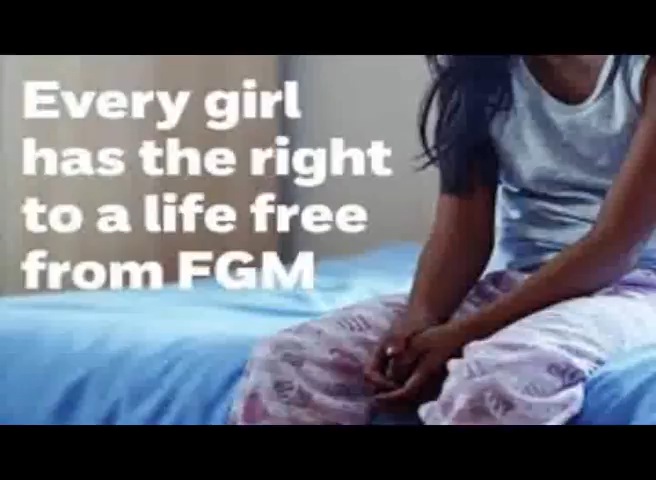 Every girl
has the right
to a life free
from FGM